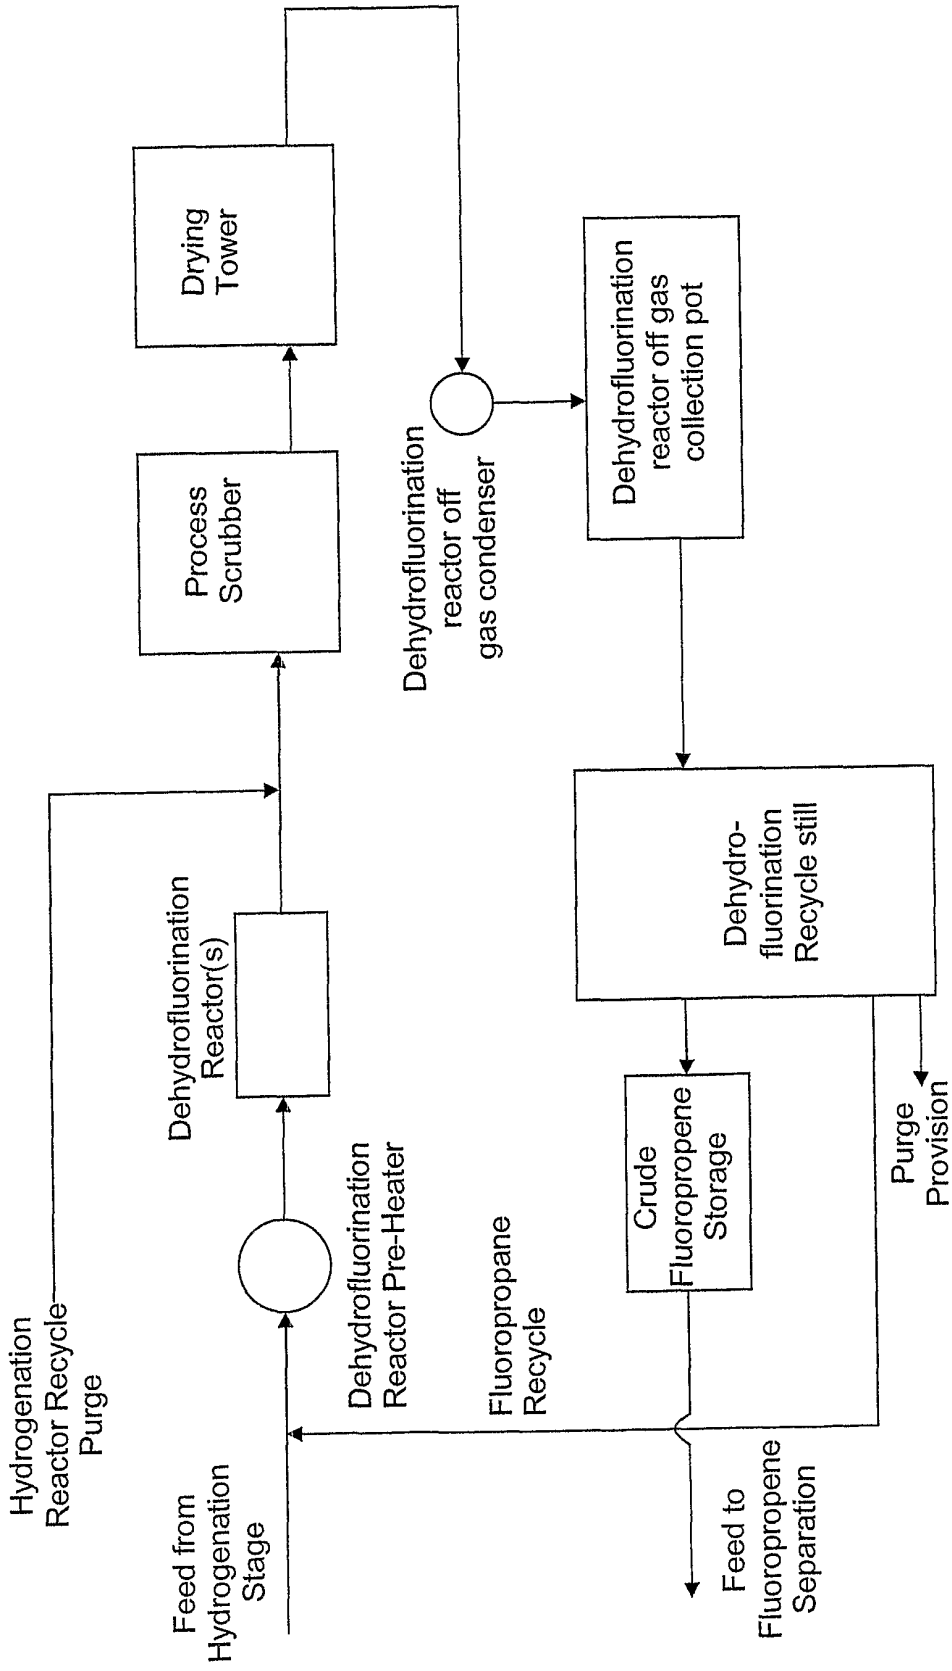 Hydrogenation
Reactor Recycle
Purge
Feed from
Hydrogenation
Stage
Dehydrofluorination
Reactor Pre-Heater
Dehydrofluorination
Reactor(s)
Process
Scrubber
Drying
Tower
Dehydrofluorination
reactor off
gas condenser
Dehydrofluorination
reactor off gas
collection pot
Dehydro-
fluorination
Recycle still
Crude
Fluoropropene
Storage
Fluoropropane
Recycle
Purge
Provision
Feed to
Fluoropropene
Separation